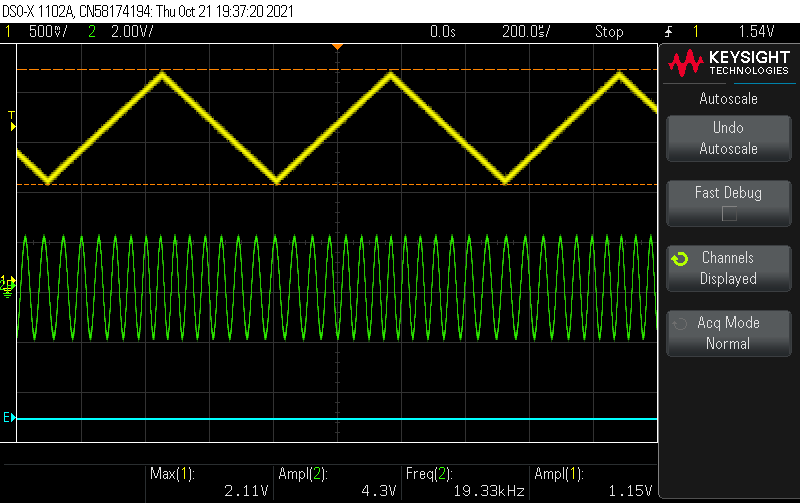 DSO-X 1102A, CN58174194: Thu Oct 21 19:37:20 2021
1 500mV/ 2 2.00V/ 0.0s 200.0us/ Stop 1 1.54V
KEYSIGHT
TECHNOLOGIES
Autoscale
Undo
Autoscale
Fast Debug
Channels
Displayed
Acq Mode
Normal
T
1
2
E
Max(1): Ampl(2): Freq(2): Ampl(1):
2.11V 4.3V 19.33kHz 1.15V